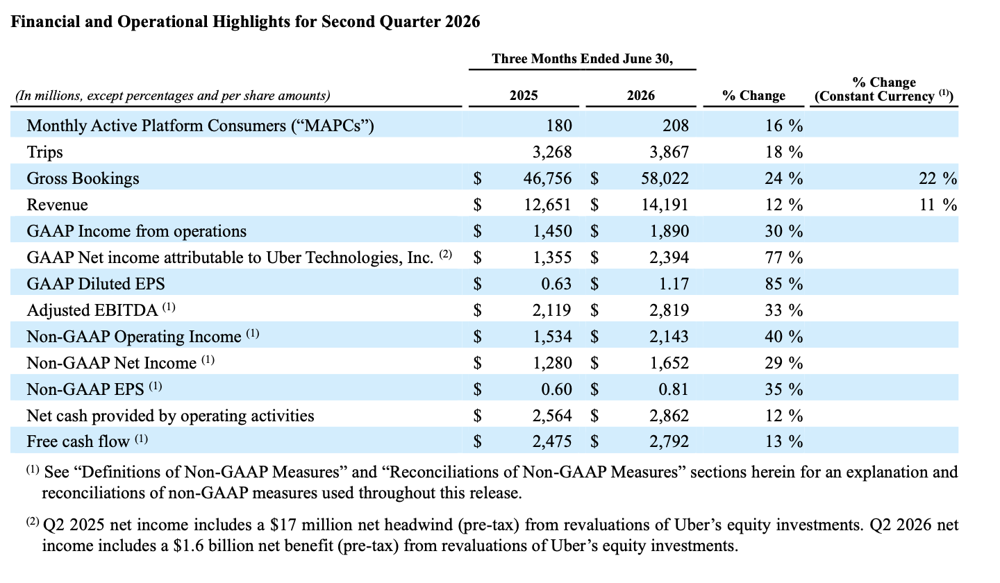 Financial and Operational Highlights for Second Quarter 2026
Three Months Ended June 30,
(In millions, except percentages and per share amounts) 2025 2026 % Change % Change (Constant Currency (1))
Monthly Active Platform Consumers (“MAPCs”) 180 208 16 %
Trips 3,268 3,867 18 %
Gross Bookings $ 46,756 $ 58,022 24 % 22 %
Revenue $ 12,651 $ 14,191 12 % 11 %
GAAP Income from operations $ 1,450 $ 1,890 30 %
GAAP Net income attributable to Uber Technologies, Inc. (2) $ 1,355 $ 2,394 77 %
GAAP Diluted EPS $ 0.63 $ 1.17 85 %
Adjusted EBITDA (1) $ 2,119 $ 2,819 33 %
Non-GAAP Operating Income (1) $ 1,534 $ 2,143 40 %
Non-GAAP Net Income (1) $ 1,280 $ 1,652 29 %
Non-GAAP EPS (1) $ 0.60 $ 0.81 35 %
Net cash provided by operating activities $ 2,564 $ 2,862 12 %
Free cash flow (1) $ 2,475 $ 2,792 13 %
(1) See “Definitions of Non-GAAP Measures” and “Reconciliations of Non-GAAP Measures” sections herein for an explanation and
reconciliations of non-GAAP measures used throughout this release.
(2) Q2 2025 net income includes a $17 million net headwind (pre-tax) from revaluations of Uber’s equity investments. Q2 2026 net
income includes a $1.6 billion net benefit (pre-tax) from revaluations of Uber’s equity investments.